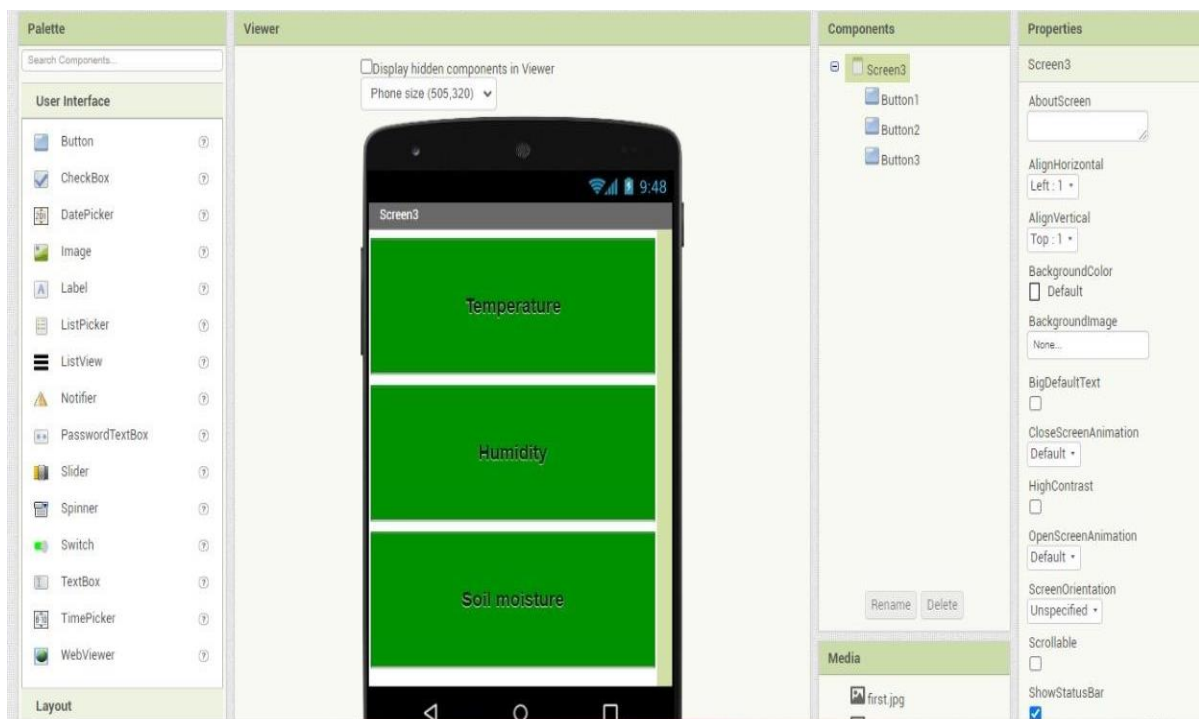 Palette
Search Components...
User Interface
Button
CheckBox
DatePicker
Image
Label
ListPicker
ListView
Notifier
PasswordTextBox
Slider
Spinner
Switch
TextBox
TimePicker
WebViewer
Layout
Viewer
Display hidden components in Viewer
Phone size (505,320)
9:48
Screen3
Temperature
Humidity
Soil moisture
Components
Screen3
Button1
Button2
Button3
Rename Delete
Media
first.jpg
Properties
Screen3
AboutScreen
AlignHorizontal
Left : 1
AlignVertical
Top : 1
BackgroundColor
Default
BackgroundImage
None...
BigDefaultText
CloseScreenAnimation
Default
HighContrast
OpenScreenAnimation
Default
ScreenOrientation
Unspecified
Scrollable
ShowStatusBar